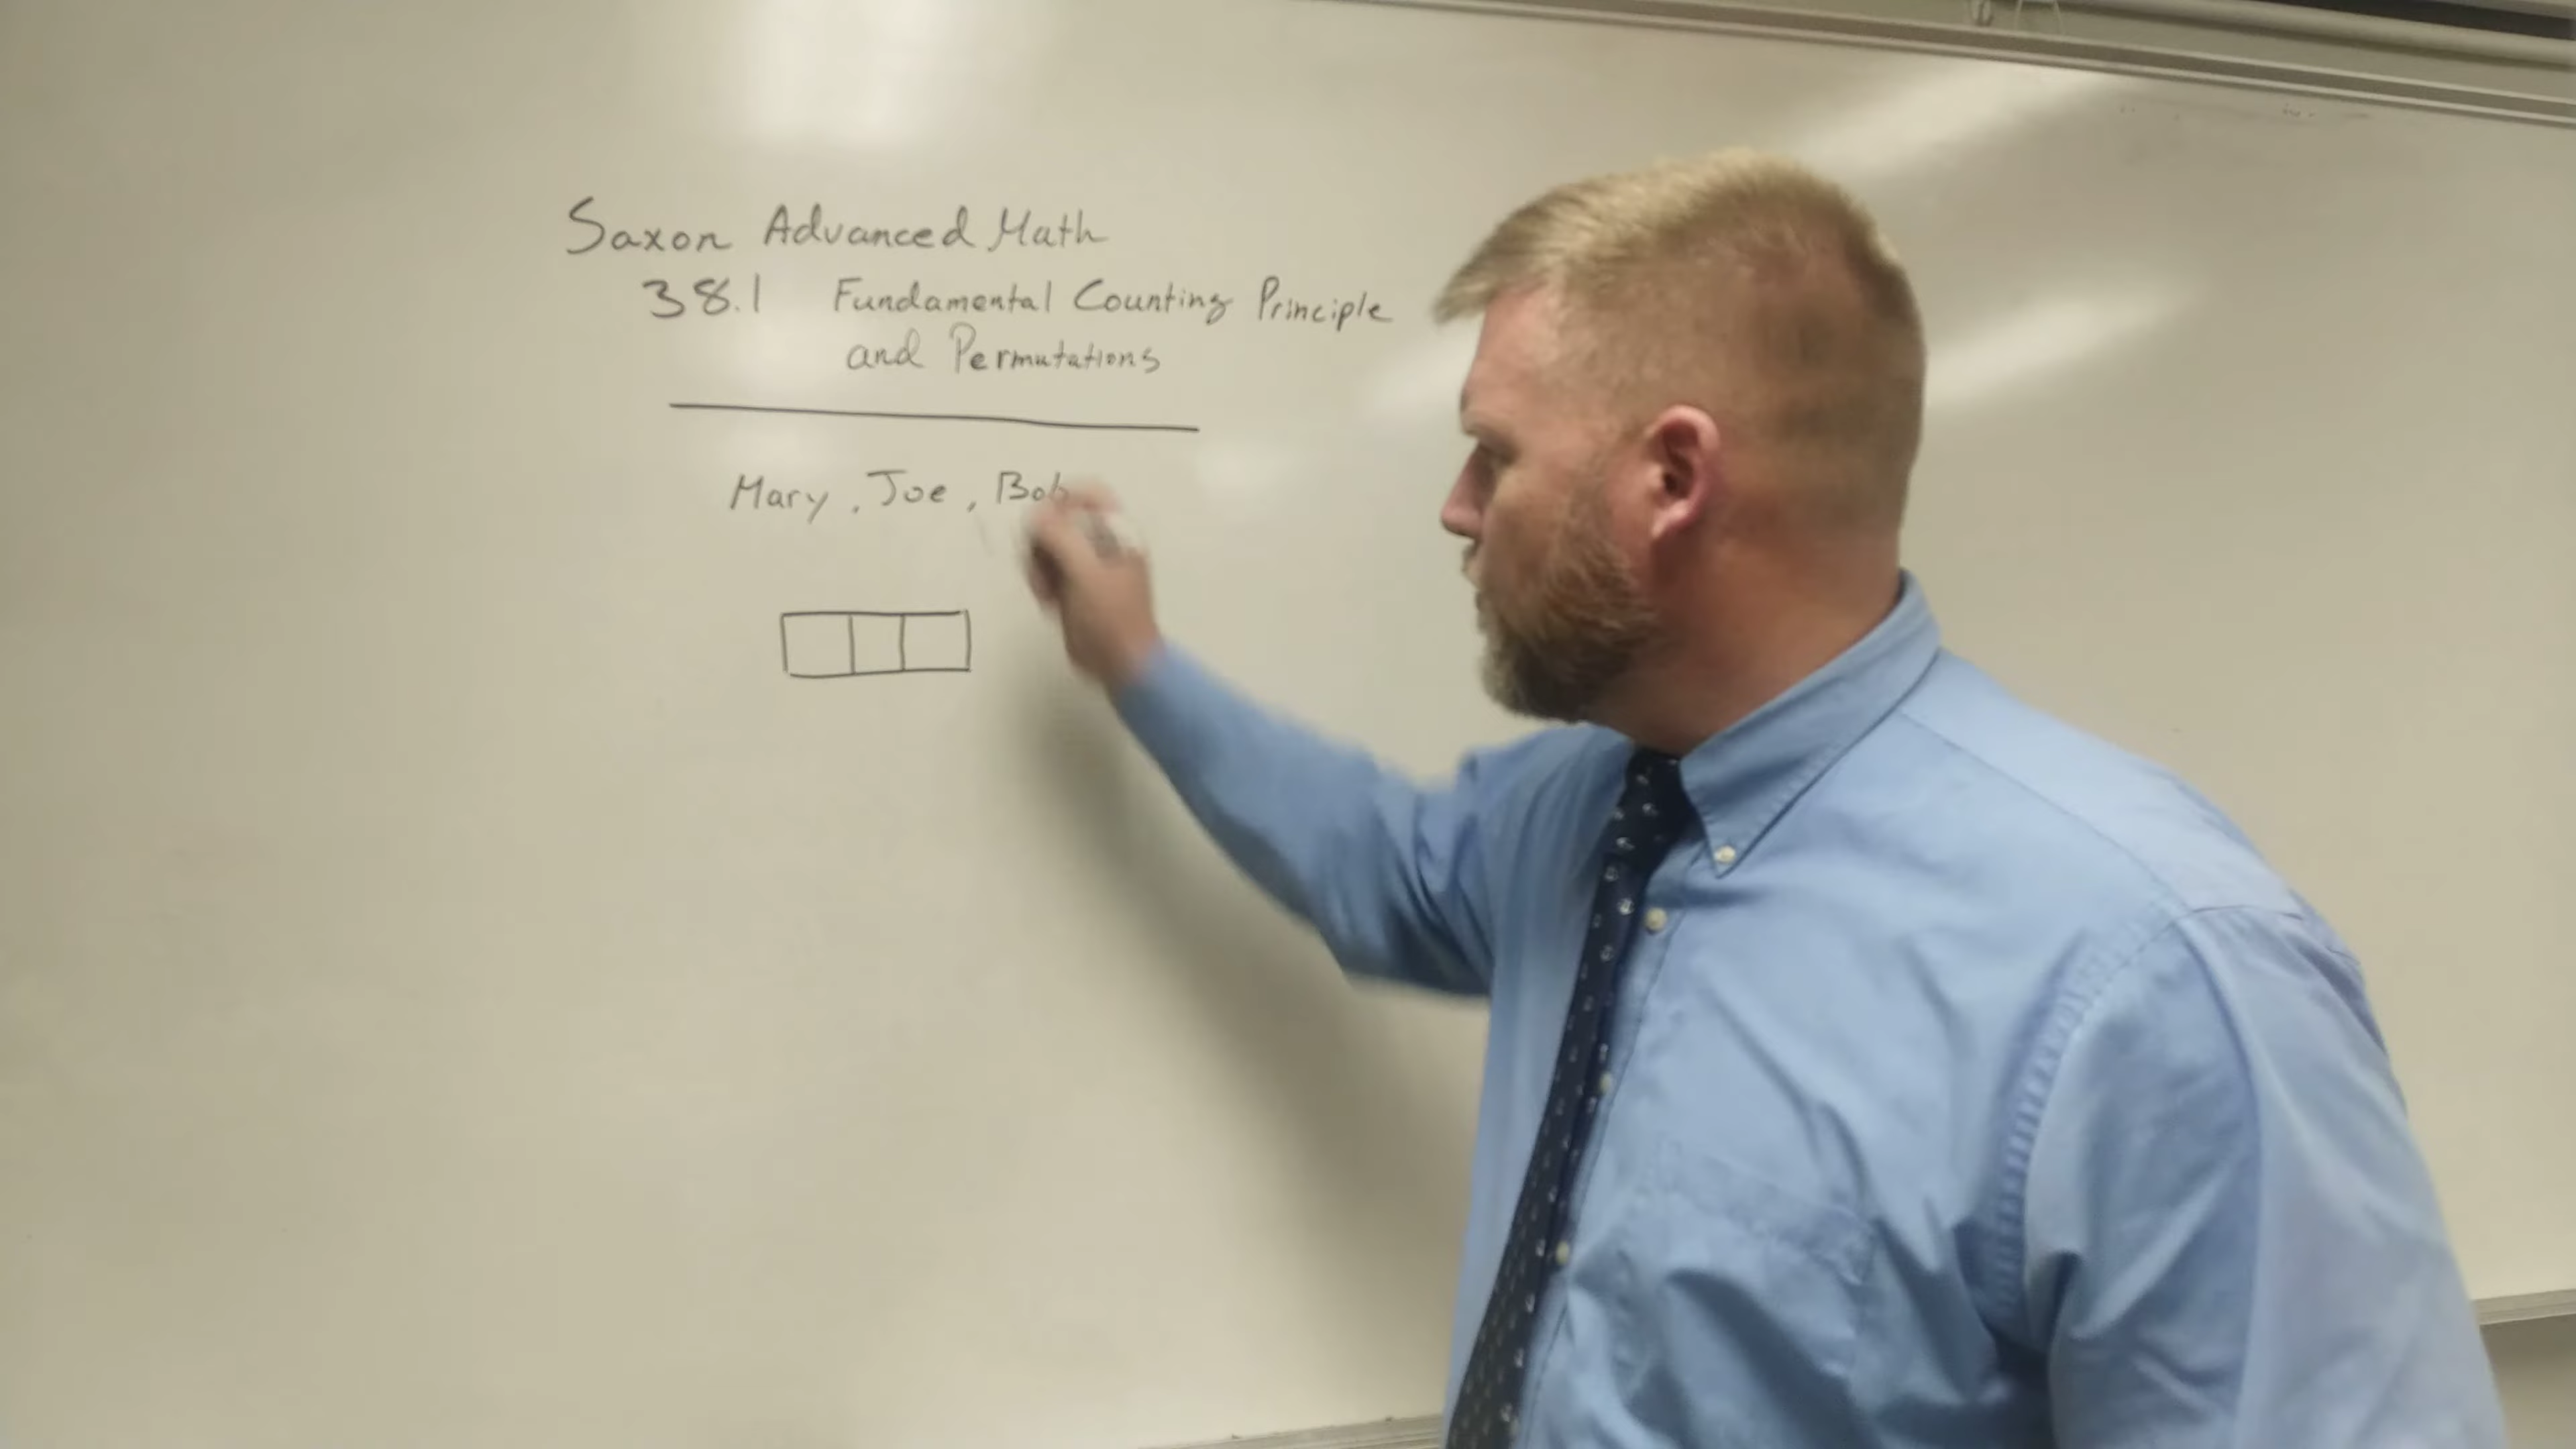 Saxon Advanced Math
38.1 Fundamental Counting Principle
and Permutations
Mary, Joe, Bob